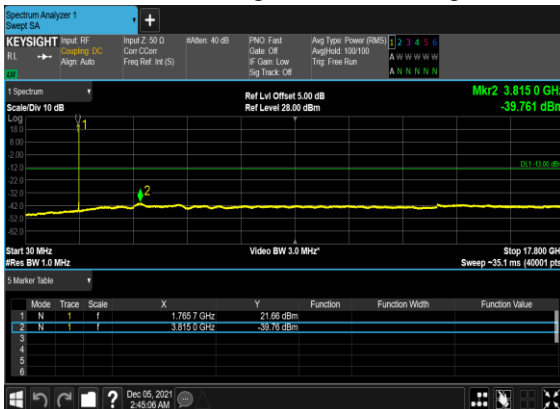 Spectrum Analyzer 1
Swept SA
+
KEYSIGHT Input: RF Input Z: 50 Ω #Atten: 40 dB PNO: Fast Avg Type: Power (RMS) 1 2 3 4 5 6
RL Coupling: DC Corr CCorr Gate: Off Avg|Hold: 100/100 A W W W W W
Align: Auto Freq Ref: Int (S) IF Gain: Low Trig: Free Run
Sig Track: Off A N N N N N
1 Spectrum Ref Lvl Offset 5.00 dB Mkr2 3.815 0 GHz
Scale/Div 10 dB Ref Level 28.00 dBm -39.761 dBm
Log
1
18.0
8.00
-2.00
-12.0 DL1 -13.00 dBm
-22.0
-32.0 2
-42.0
-52.0
-62.0
Start 30 MHz Video BW 3.0 MHz* Stop 17.800 GH
#Res BW 1.0 MHz Sweep ~35.1 ms (40001 pts
5 Marker Table
Mode Trace Scale X Y Function Function Width Function Value
1 N 1 f 1.765 7 GHz 21.66 dBm
2 N 1 f 3.815 0 GHz -39.76 dBm
3
4
5
6
? Dec 05, 2021
2:45:06 AM